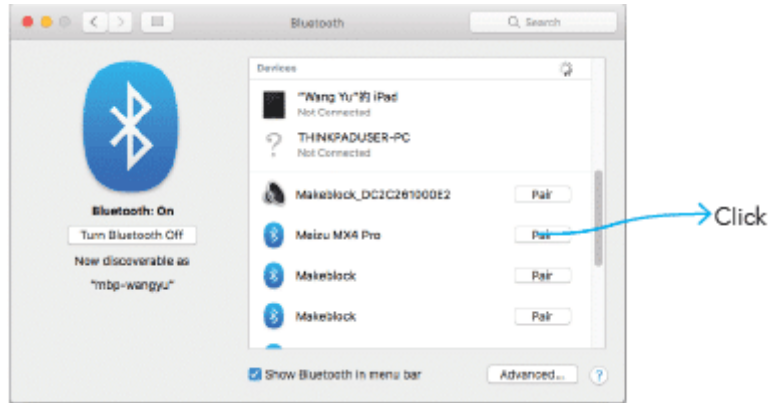 Bluetooth
Search
Devices
"Wang Yu"的 iPad
Not Connected
THINKPADUSER-PC
Not Connected
Makeblock_DC2C261000E2
Pair
Meizu MX4 Pro
Pair
Makeblock
Pair
Makeblock
Pair
Bluetooth: On
Turn Bluetooth Off
Now discoverable as
"mbp-wangyu"
Show Bluetooth in menu bar
Advanced...
?
Click